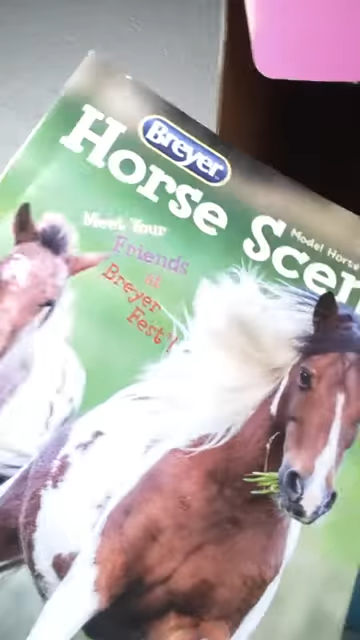 Breyer
Horse Scen
Model Horse
Meet Your
Friends
at
Breyer
Fest!